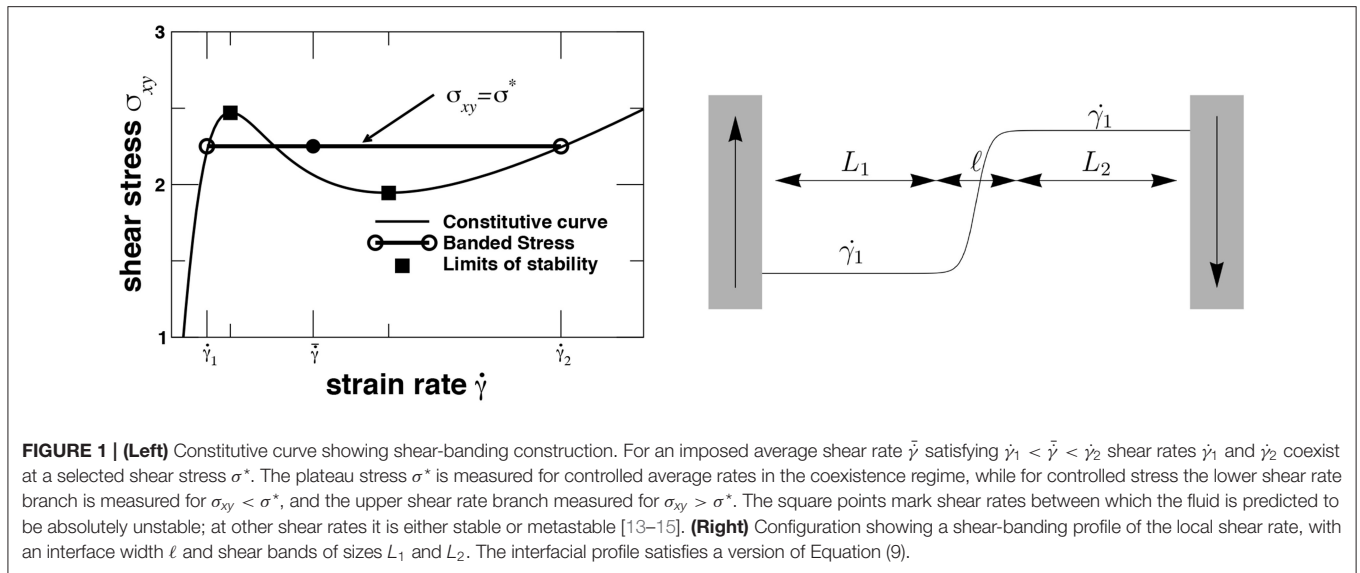 3
2
1
shear stress σxy
σxy=σ*
Constitutive curve
Banded Stress
Limits of stability
γ̇1
γ̄̇
γ̇2
strain rate γ̇
γ̇1
L1
ℓ
L2
γ̇1
FIGURE 1 | (Left) Constitutive curve showing shear-banding construction. For an imposed average shear rate γ̄̇ satisfying γ̇1 < γ̄̇ < γ̇2 shear rates γ̇1 and γ̇2 coexist
at a selected shear stress σ*. The plateau stress σ* is measured for controlled average rates in the coexistence regime, while for controlled stress the lower shear rate
branch is measured for σxy < σ*, and the upper shear rate branch measured for σxy > σ*. The square points mark shear rates between which the fluid is predicted to
be absolutely unstable; at other shear rates it is either stable or metastable [13–15]. (Right) Configuration showing a shear-banding profile of the local shear rate, with
an interface width ℓ and shear bands of sizes L1 and L2. The interfacial profile satisfies a version of Equation (9).